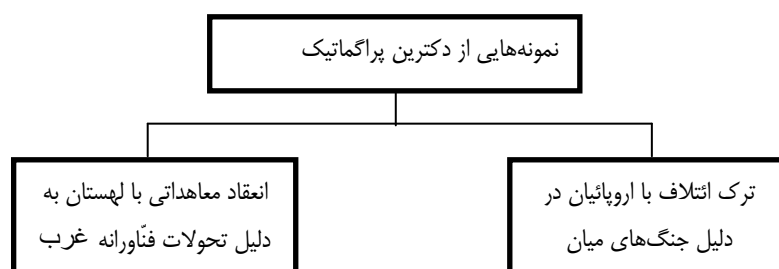 نمونه‌هایی از دکترین پراگماتیک
ترک ائتلاف با اروپائیان در
دلیل جنگ‌های میان
انعقاد معاهداتی با لهستان به
دلیل تحولات فنّاورانه غرب